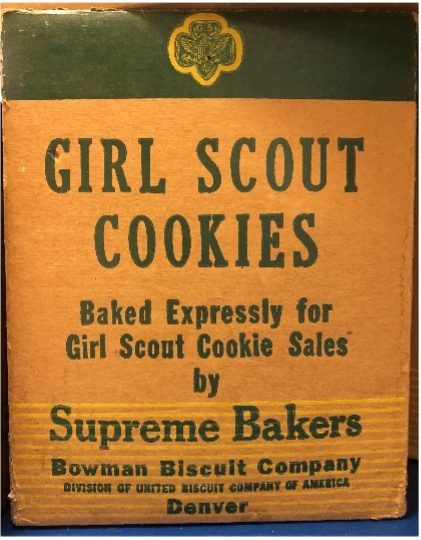 GIRL SCOUT
COOKIES
Baked Expressly for
Girl Scout Cookie Sales
by
Supreme Bakers
Bowman Biscuit Company
DIVISION OF UNITED BISCUIT COMPANY OF AMERICA
Denver